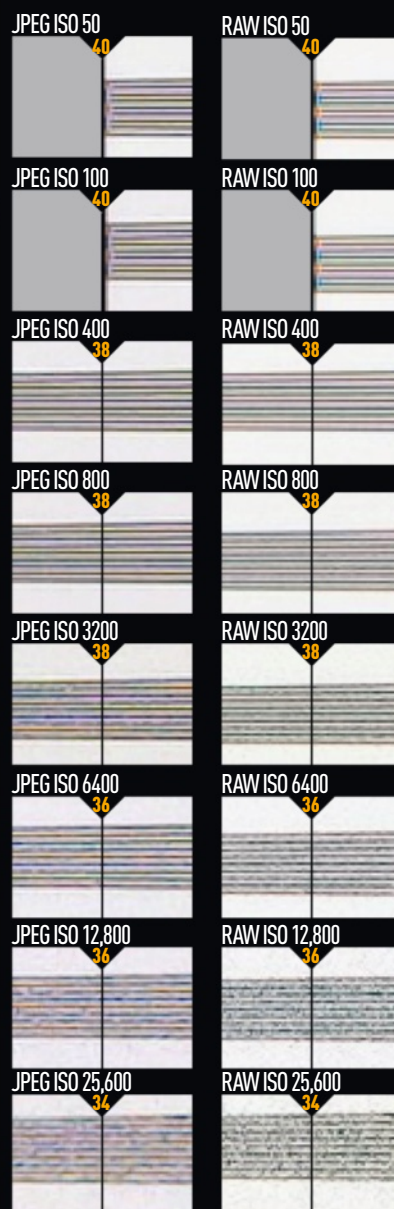 JPEG ISO 50
40
RAW ISO 50
40
JPEG ISO 100
40
RAW ISO 100
40
JPEG ISO 400
38
RAW ISO 400
38
JPEG ISO 800
38
RAW ISO 800
38
JPEG ISO 3200
38
RAW ISO 3200
38
JPEG ISO 6400
36
RAW ISO 6400
36
JPEG ISO 12,800
36
RAW ISO 12,800
36
JPEG ISO 25,600
34
RAW ISO 25,600
34